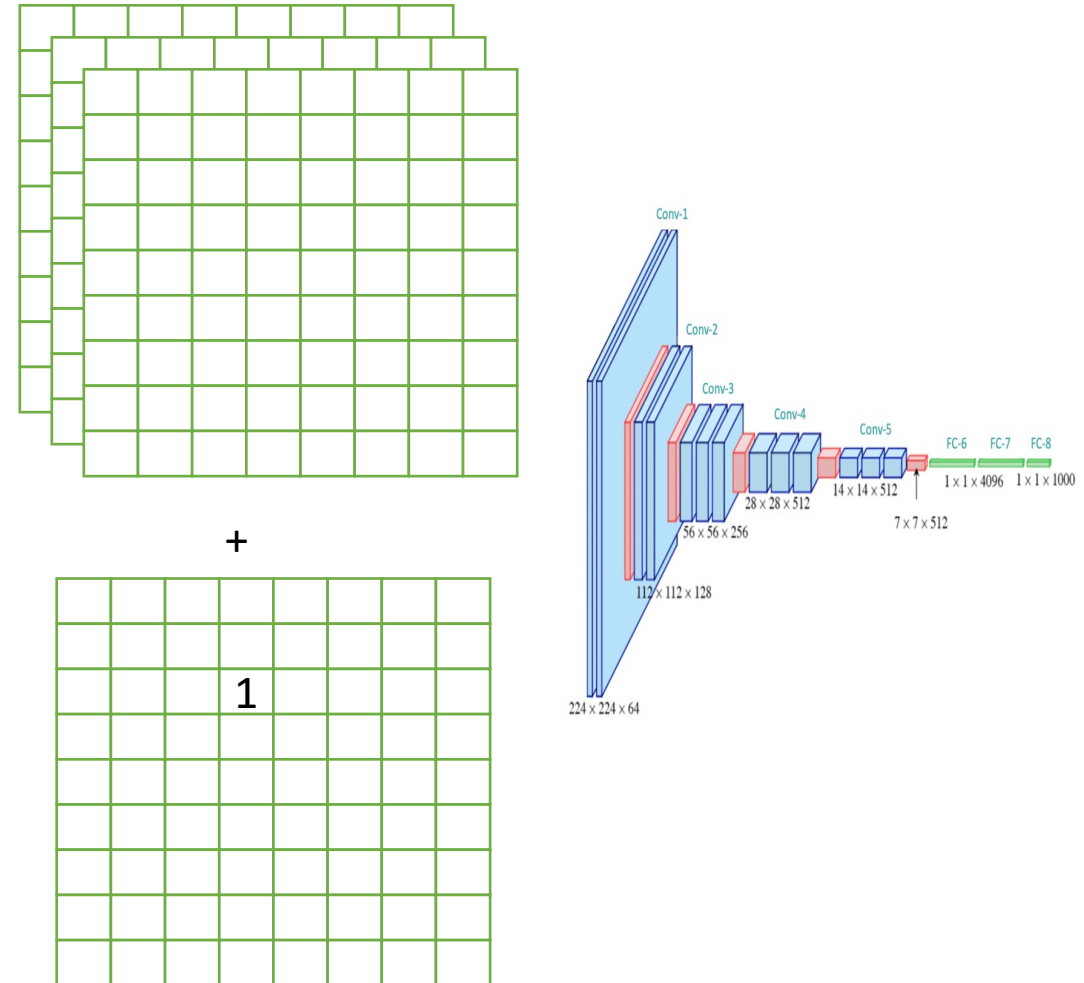 +
1
Conv-1
Conv-2
Conv-3
Conv-4
Conv-5
FC-6 FC-7 FC-8
1 × 1 × 4096 1 × 1 × 1000
14 × 14 × 512
28 × 28 × 512
7 × 7 × 512
56 × 56 × 256
112 × 112 × 128
224 × 224 × 64